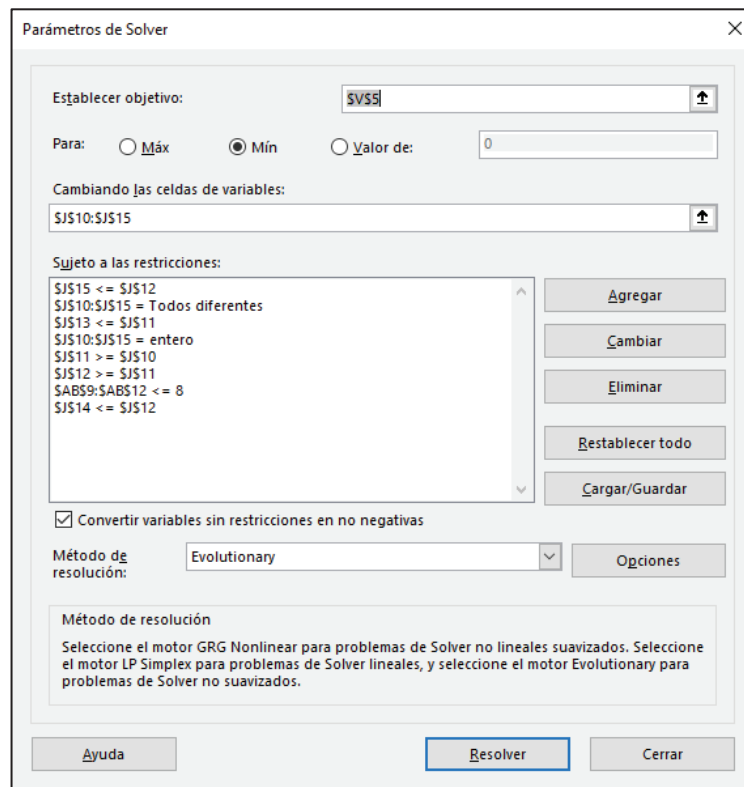 Parámetros de Solver
Establecer objetivo: $V$5
Para: Máx Mín Valor de: 0
Cambiando las celdas de variables:
$J$10:$J$15
Sujeto a las restricciones:
$J$15 <= $J$12
$J$10:$J$15 = Todos diferentes
$J$13 <= $J$11
$J$10:$J$15 = entero
$J$11 >= $J$10
$J$12 >= $J$11
$AB$9:$AB$12 <= 8
$J$14 <= $J$12
Agregar
Cambiar
Eliminar
Restablecer todo
Cargar/Guardar
Convertir variables sin restricciones en no negativas
Método de
resolución:
Evolutionary
Opciones
Método de resolución
Seleccione el motor GRG Nonlinear para problemas de Solver no lineales suavizados. Seleccione
el motor LP Simplex para problemas de Solver lineales, y seleccione el motor Evolutionary para
problemas de Solver no suavizados.
Ayuda Resolver Cerrar